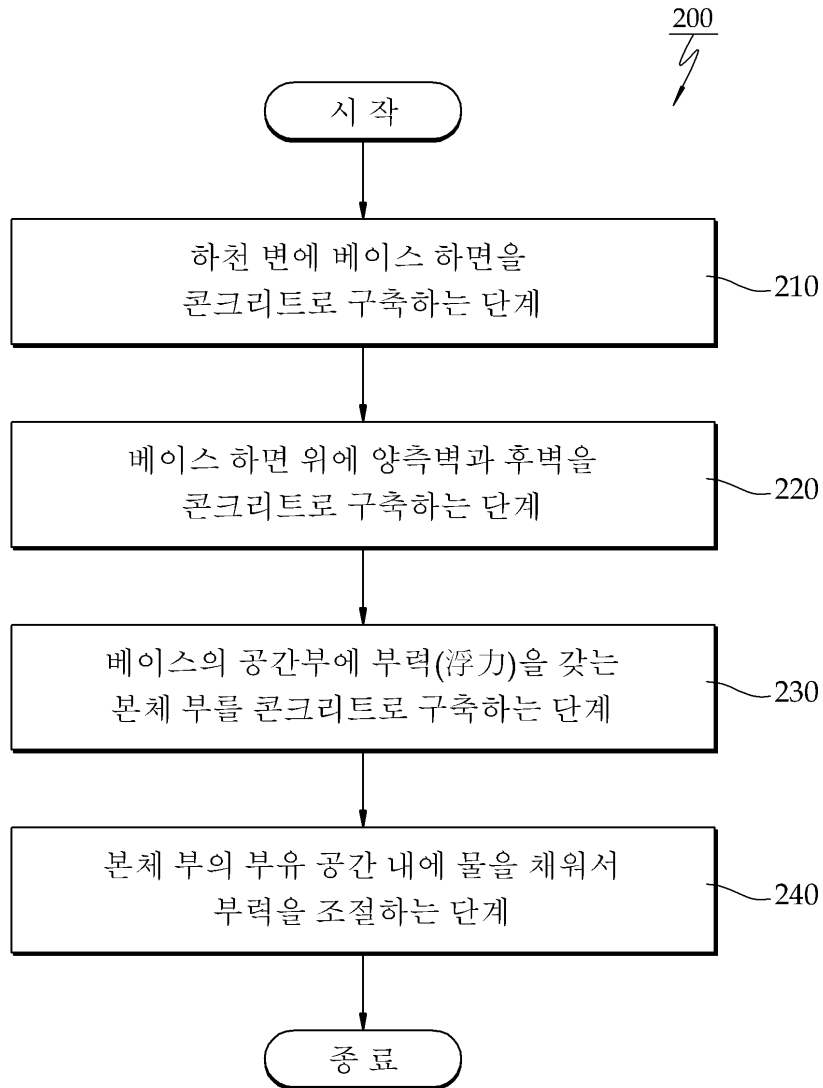 200
시 작
하천 변에 베이스 하면을
콘크리트로 구축하는 단계
210
베이스 하면 위에 양측벽과 후벽을
콘크리트로 구축하는 단계
220
베이스의 공간부에 부력(浮力)을 갖는
본체 부를 콘크리트로 구축하는 단계
230
본체 부의 부유 공간 내에 물을 채워서
부력을 조절하는 단계
240
종 료